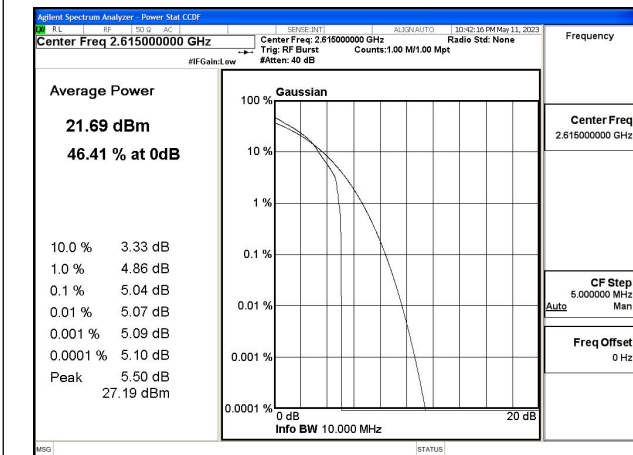 Agilent Spectrum Analyzer - Power Stat CCDF
RL RF 50 Ω AC SENSE:INT ALIGN AUTO 10:42:16 PM May 11, 2023
Center Freq 2.615000000 GHz
Center Freq: 2.615000000 GHz Radio Std: None
Trig: RF Burst Counts:1.00 M/1.00 Mpt
#IFGain:Low #Atten: 40 dB
Frequency
Average Power
21.69 dBm
46.41 % at 0dB
10.0 % 3.33 dB
1.0 % 4.86 dB
0.1 % 5.04 dB
0.01 % 5.07 dB
0.001 % 5.09 dB
0.0001 % 5.10 dB
Peak 5.50 dB
27.19 dBm
Gaussian
100 %
10 %
1 %
0.1 %
0.01 %
0.001 %
0.0001 %
0 dB 20 dB
Info BW 10.000 MHz
Center Freq
2.615000000 GHz
CF Step
5.000000 MHz
Auto Man
Freq Offset
0 Hz
MSG STATUS